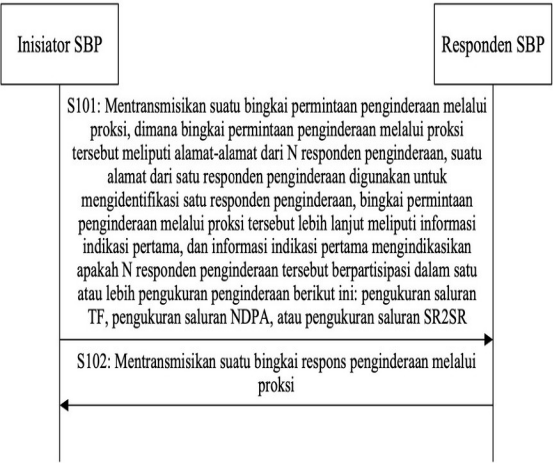 Inisiator SBP
Responden SBP
S101: Mentransmisikan suatu bingkai permintaan penginderaan melalui
proksi, dimana bingkai permintaan penginderaan melalui proksi
tersebut meliputi alamat-alamat dari N responden penginderaan, suatu
alamat dari satu responden penginderaan digunakan untuk
mengidentifikasi satu responden penginderaan, bingkai permintaan
penginderaan melalui proksi tersebut lebih lanjut meliputi informasi
indikasi pertama, dan informasi indikasi pertama mengindikasikan
apakah N responden penginderaan tersebut berpartisipasi dalam satu
atau lebih pengukuran penginderaan berikut ini: pengukuran saluran
TF, pengukuran saluran NDPA, atau pengukuran saluran SR2SR
S102: Mentransmisikan suatu bingkai respons penginderaan melalui
proksi